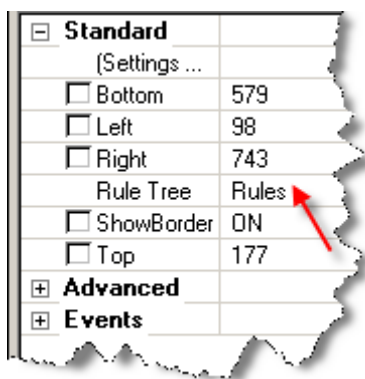 Standard
(Settings ...
Bottom 579
Left 98
Right 743
Rule Tree Rules
ShowBorder ON
Top 177
Advanced
Events